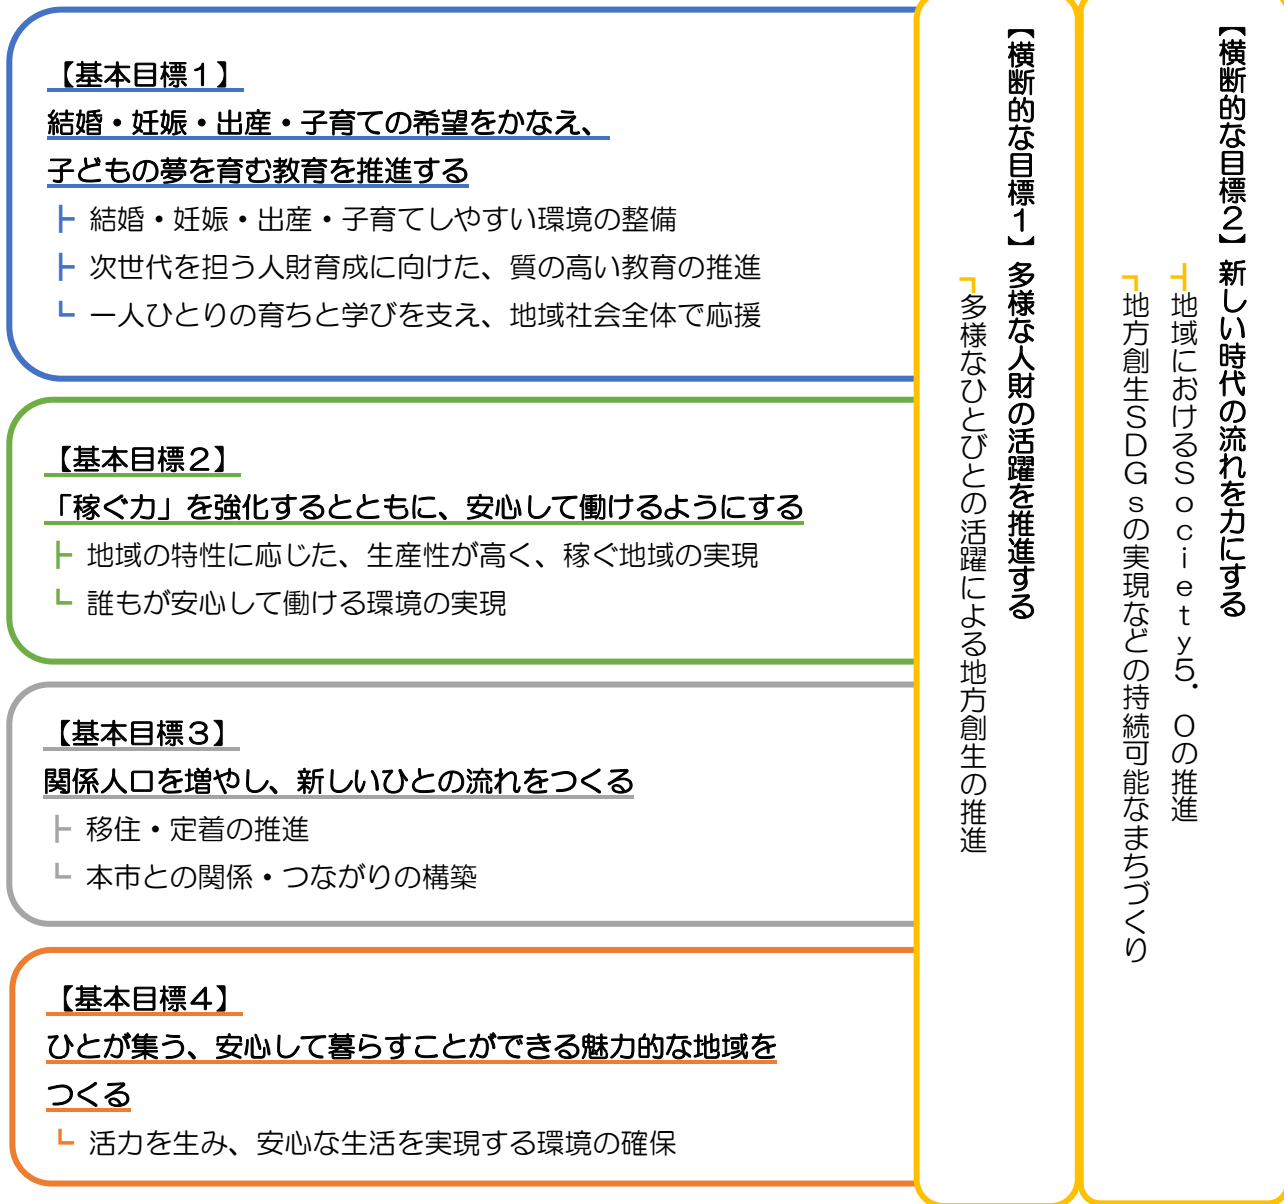 【基本目標１】
結婚・妊娠・出産・子育ての希望をかなえ、
子どもの夢を育む教育を推進する
├ 結婚・妊娠・出産・子育てしやすい環境の整備
├ 次世代を担う人財育成に向けた、質の高い教育の推進
└ 一人ひとりの育ちと学びを支え、地域社会全体で応援
【基本目標２】
「稼ぐ力」を強化するとともに、安心して働けるようにする
├ 地域の特性に応じた、生産性が高く、稼ぐ地域の実現
└ 誰もが安心して働ける環境の実現
【基本目標３】
関係人口を増やし、新しいひとの流れをつくる
├ 移住・定着の推進
└ 本市との関係・つながりの構築
【基本目標４】
ひとが集う、安心して暮らすことができる魅力的な地域を
つくる
└ 活力を生み、安心な生活を実現する環境の確保
【横断的な目標１】多様な人財の活躍を推進する
└ 多様なひとびとの活躍による地方創生の推進
【横断的な目標２】新しい時代の流れを力にする
├ 地域におけるＳｏｃｉｅｔｙ５．０の推進
└ 地方創生ＳＤＧｓの実現などの持続可能なまちづくり